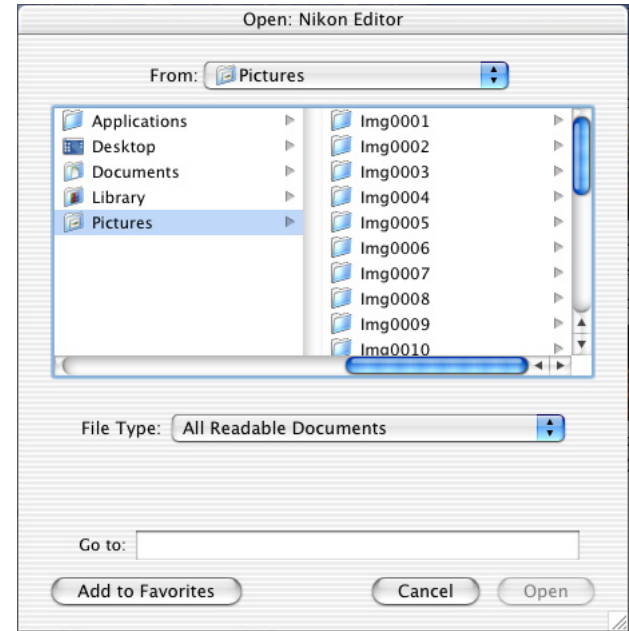 Open: Nikon Editor
From: Pictures
Applications
Desktop
Documents
Library
Pictures
Img0001
Img0002
Img0003
Img0004
Img0005
Img0006
Img0007
Img0008
Img0009
Img0010
File Type: All Readable Documents
Go to:
Add to Favorites Cancel Open